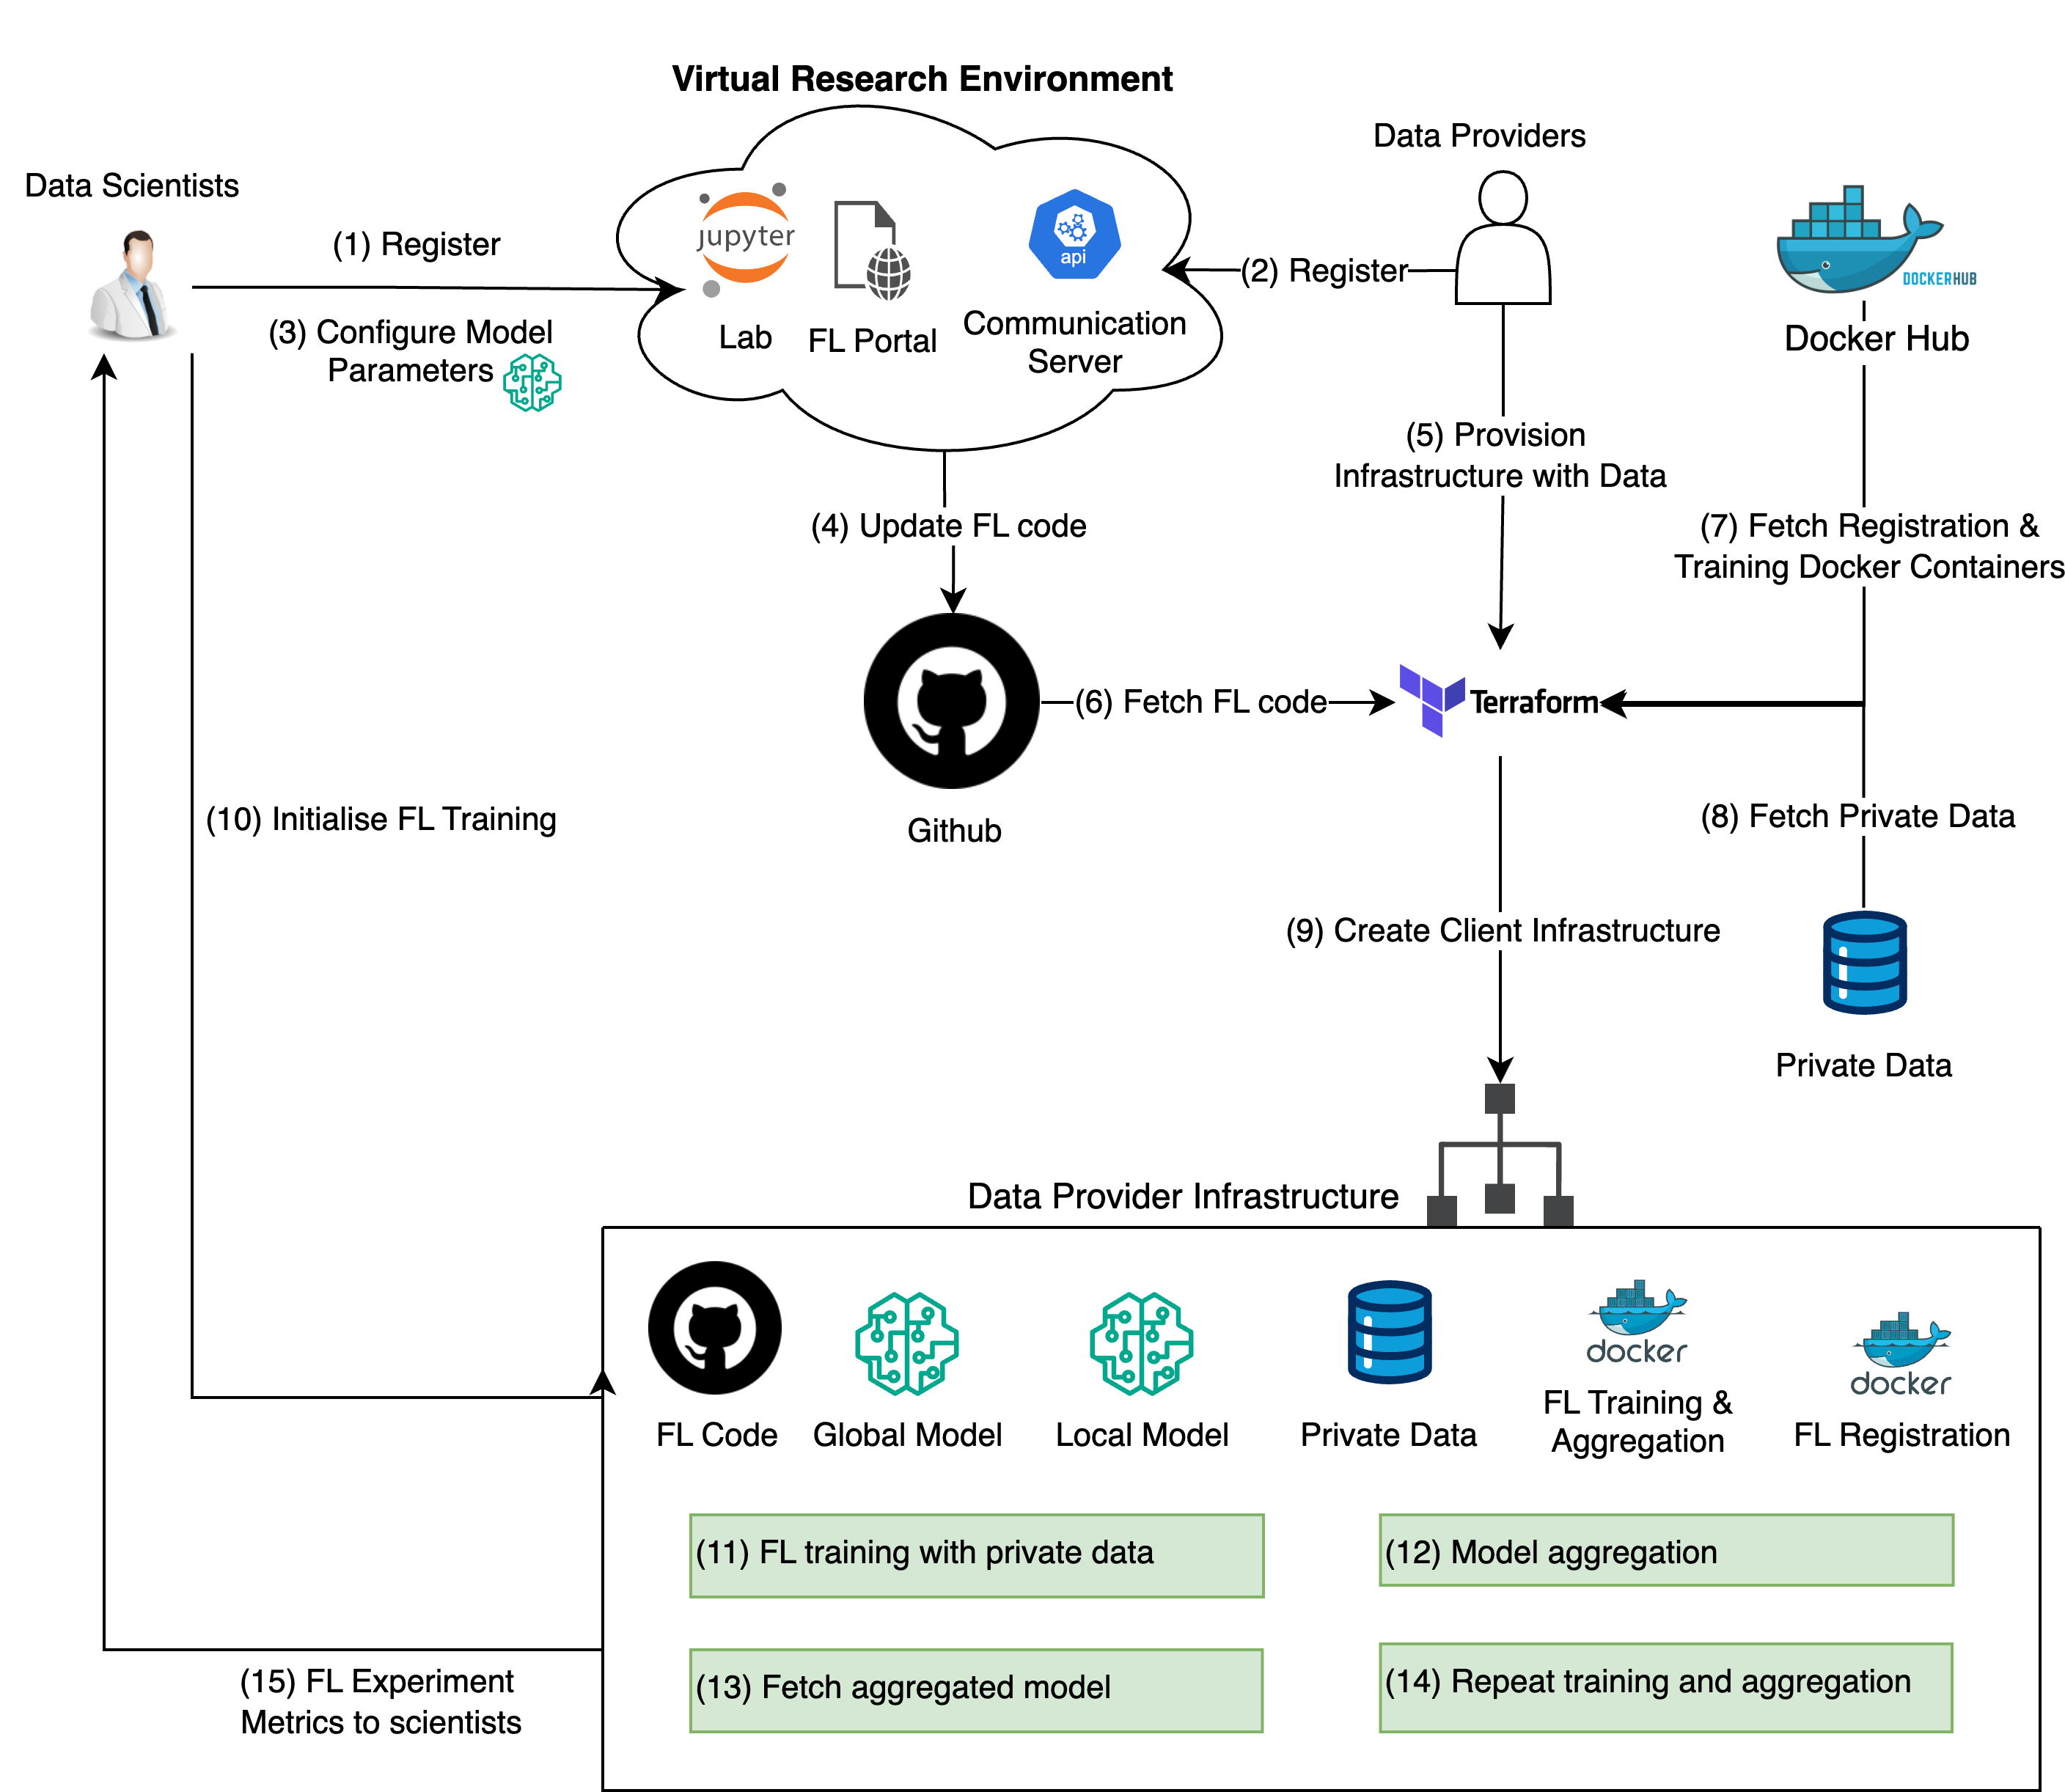 Virtual Research Environment
Data Scientists
(1) Register
(3) Configure Model
Parameters
jupyter
Lab
FL Portal
api
Communication
Server
Data Providers
(2) Register
DOCKERHUB
Docker Hub
(4) Update FL code
(5) Provision
Infrastructure with Data
(7) Fetch Registration &
Training Docker Containers
Github
(6) Fetch FL code
Terraform
(8) Fetch Private Data
Private Data
(9) Create Client Infrastructure
(10) Initialise FL Training
Data Provider Infrastructure
FL Code
Global Model
Local Model
Private Data
docker
FL Training &
Aggregation
docker
FL Registration
(11) FL training with private data
(12) Model aggregation
(13) Fetch aggregated model
(14) Repeat training and aggregation
(15) FL Experiment
Metrics to scientists